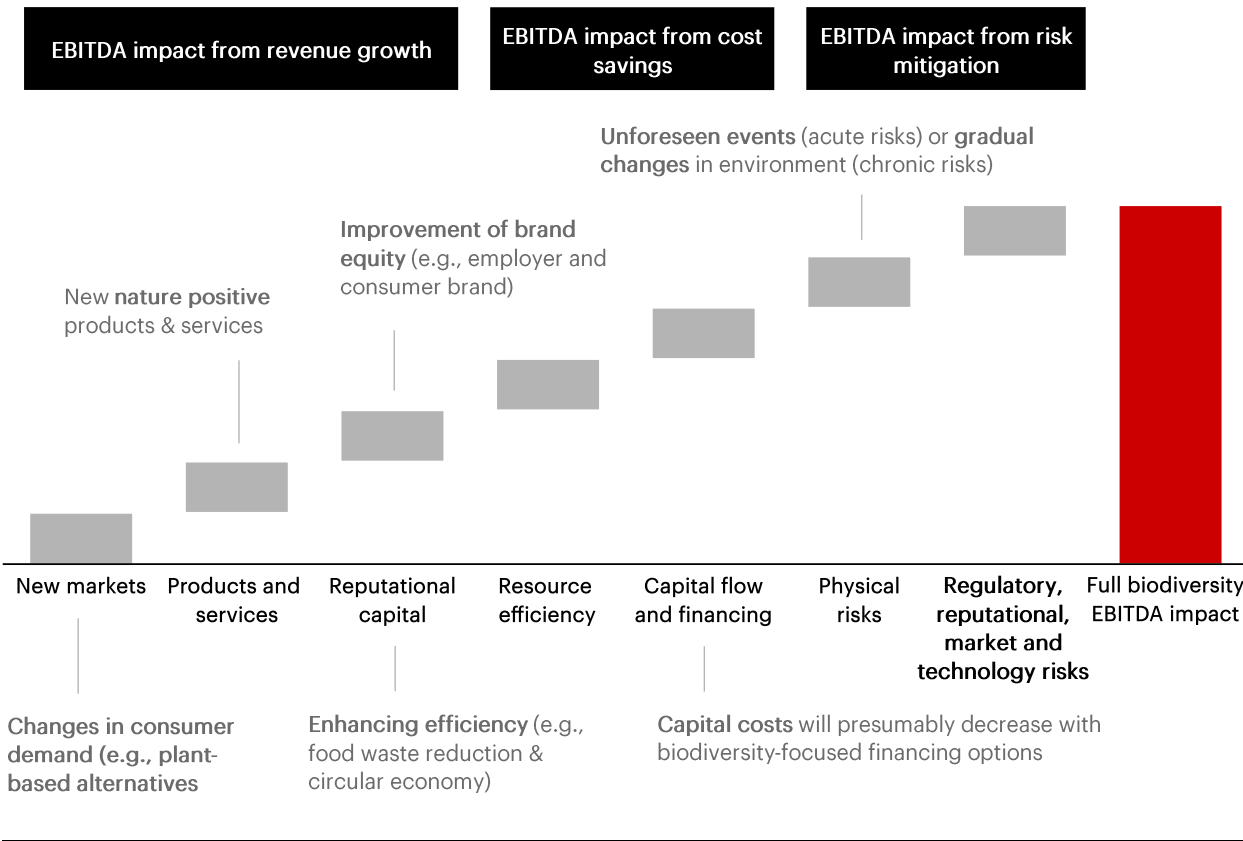 EBITDA impact from revenue growth
EBITDA impact from cost
savings
EBITDA impact from risk
mitigation
Unforeseen events (acute risks) or gradual
changes in environment (chronic risks)
Improvement of brand
equity (e.g., employer and
consumer brand)
New nature positive
products & services
New markets
Products and
services
Reputational
capital
Resource
efficiency
Capital flow
and financing
Physical
risks
Regulatory,
reputational,
market and
technology risks
Full biodiversity
EBITDA impact
Changes in consumer
demand (e.g., plant-
based alternatives
Enhancing efficiency (e.g.,
food waste reduction &
circular economy)
Capital costs will presumably decrease with
biodiversity-focused financing options